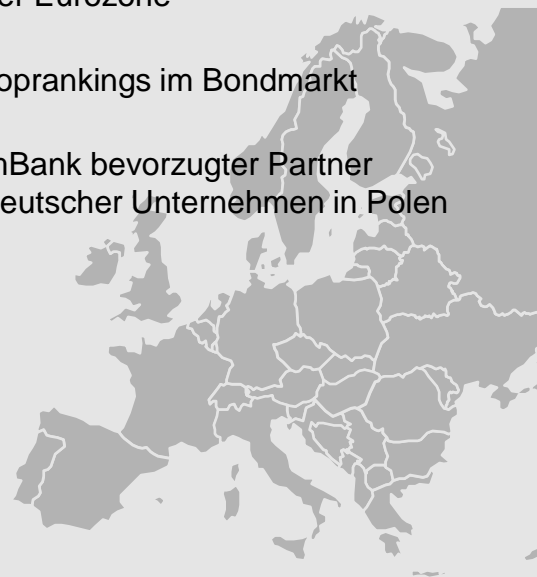 er Eurozone
oprankings im Bondmarkt
nBank bevorzugter Partner
eutscher Unternehmen in Polen